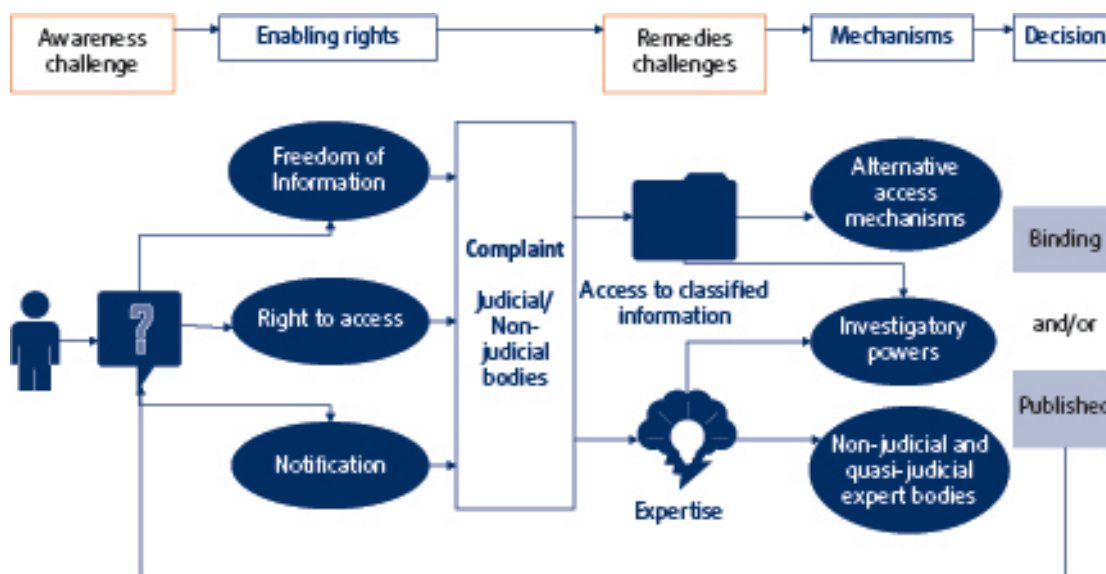 Awareness
challenge
Enabling rights
Remedies
challenges
Mechanisms
Decision
Freedom of
Information
Right to access
Notification
?
Complaint
Judicial/
Non-
judicial
bodies
Access to classified
information
Expertise
Alternative
access
mechanisms
Investigatory
powers
Non-judicial and
quasi-judicial
expert bodies
Binding
and/or
Published